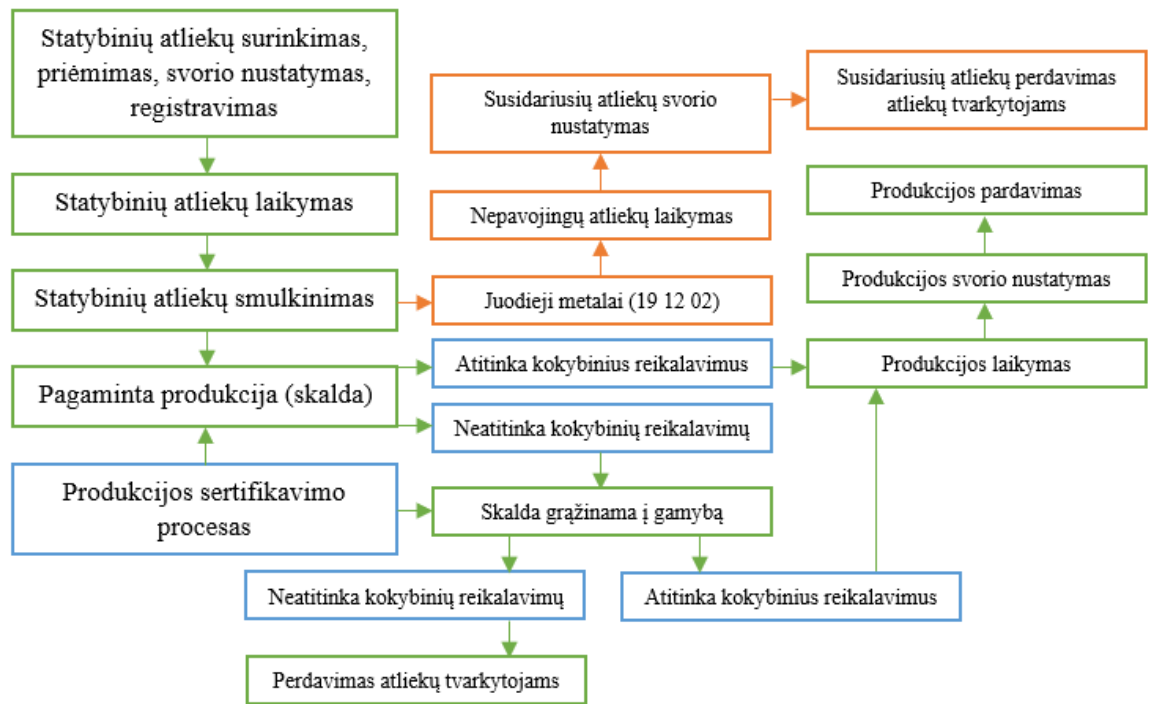 Statybinių atliekų surinkimas,
priėmimas, svorio nustatymas,
registravimas
Susidariusių atliekų svorio
nustatymas
Susidariusių atliekų perdavimas
atliekų tvarkytojams
Statybinių atliekų laikymas
Nepavojingų atliekų laikymas
Produkcijos pardavimas
Statybinių atliekų smulkinimas
Juodieji metalai (19 12 02)
Produkcijos svorio nustatymas
Pagaminta produkcija (skalda)
Atitinka kokybinius reikalavimus
Produkcijos laikymas
Neatitinka kokybinių reikalavimų
Produkcijos sertifikavimo
procesas
Skalda grąžinama į gamybą
Neatitinka kokybinių reikalavimų
Atitinka kokybinius reikalavimus
Perdavimas atliekų tvarkytojams